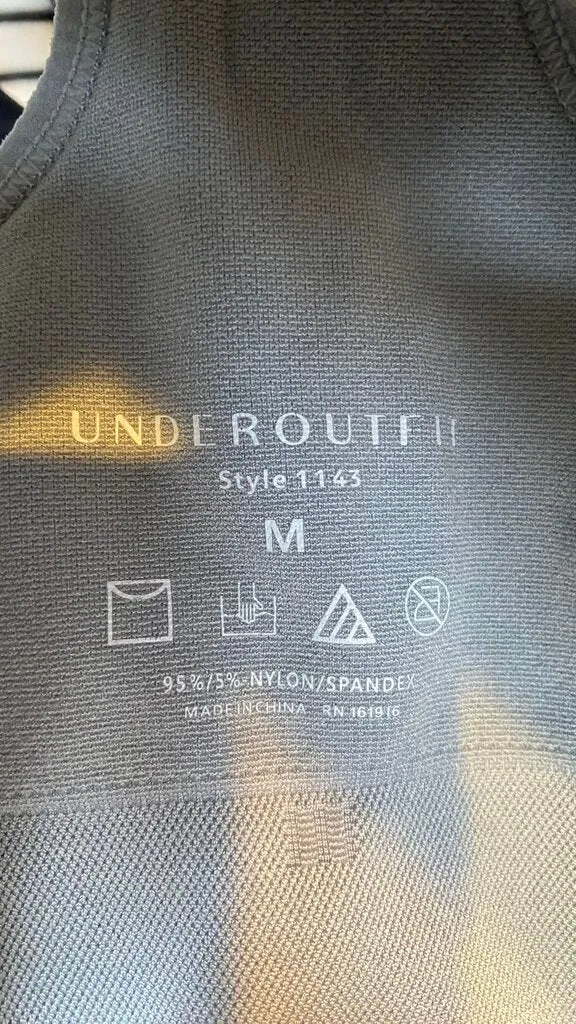 UNDEROUTFIT
Style 1143
M
95%/5%-NYLON/SPANDEX
MADE IN CHINA RN 161916